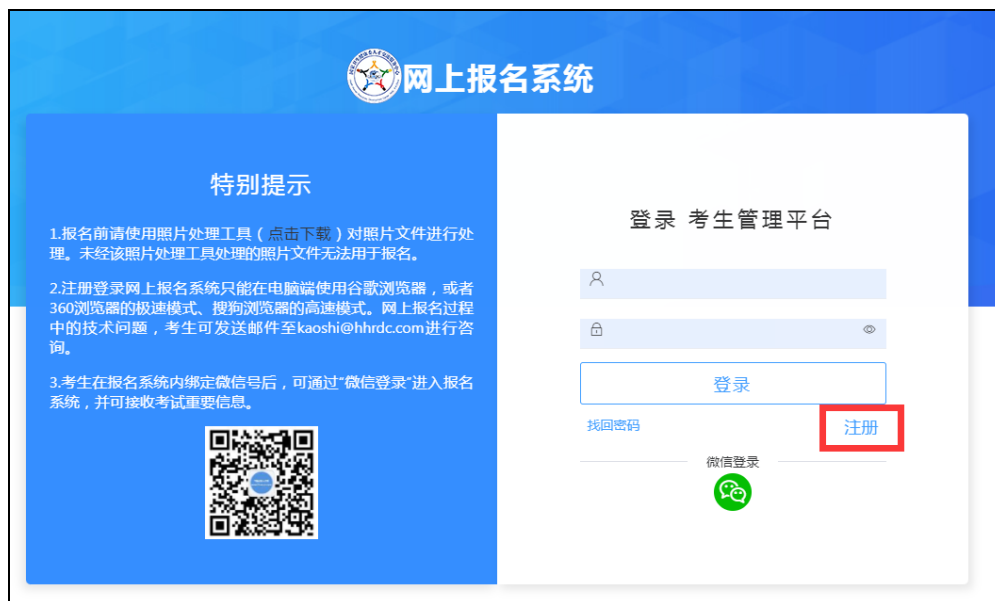 网上报名系统
特别提示
1.报名前请使用照片处理工具（点击下载）对照片文件进行处
理。未经该照片处理工具处理的照片文件无法用于报名。
2.注册登录网上报名系统只能在电脑端使用谷歌浏览器，或者
360浏览器的极速模式、搜狗浏览器的高速模式。网上报名过程
中的技术问题，考生可发送邮件至kaoshi@hhrdc.com进行咨
询。
3.考生在报名系统内绑定微信号后，可通过“微信登录”进入报名
系统，并可接收考试重要信息。
登录 考生管理平台
登录
找回密码
注册
微信登录